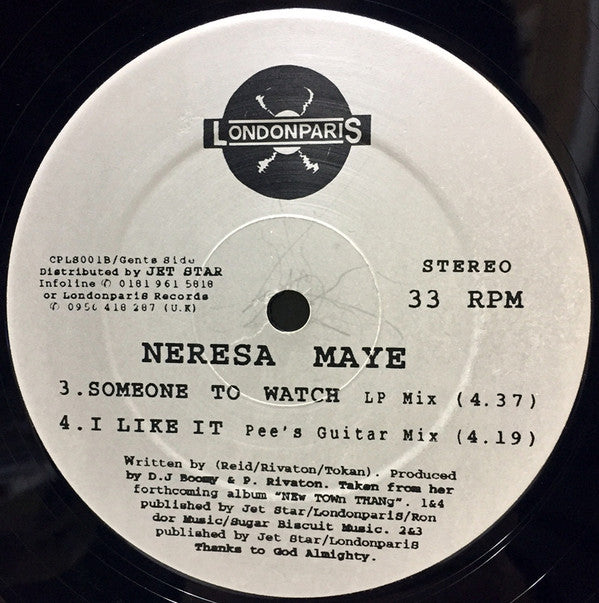 LONDONPARIS
CPLS001B/Gents Side
Distributed by JET STAR
Infoline ✆ 0181 961 5818
or Londonparis Records
✆ 0956 418 287 (U.K)
STEREO
33 RPM
NERESA MAYE
3.SOMEONE TO WATCH LP Mix (4.37)
4.I LIKE IT Pee's Guitar Mix (4.19)
Written by (Reid/Rivaton/Tokan). Produced
by D.J Boomy & P. Rivaton. Taken from her
forthcoming album "NEW TOWN THANg". 1&4
published by Jet Star/Londonparis/Ron
dor Music/Sugar Biscuit Music. 2&3
published by Jet Star/Londonparis
Thanks to God Almighty.